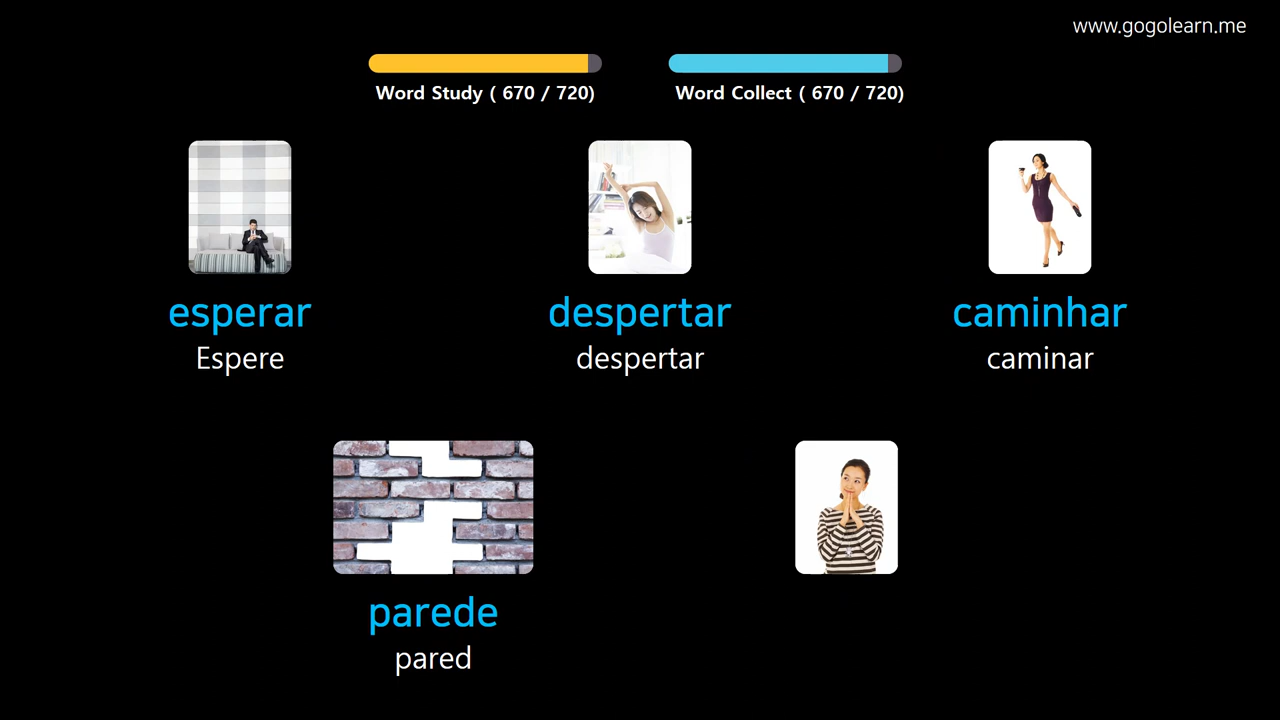 www.gogolearn.me
Word Study ( 670 / 720)
Word Collect ( 670 / 720)
esperar
Espere
despertar
despertar
caminhar
caminar
parede
pared